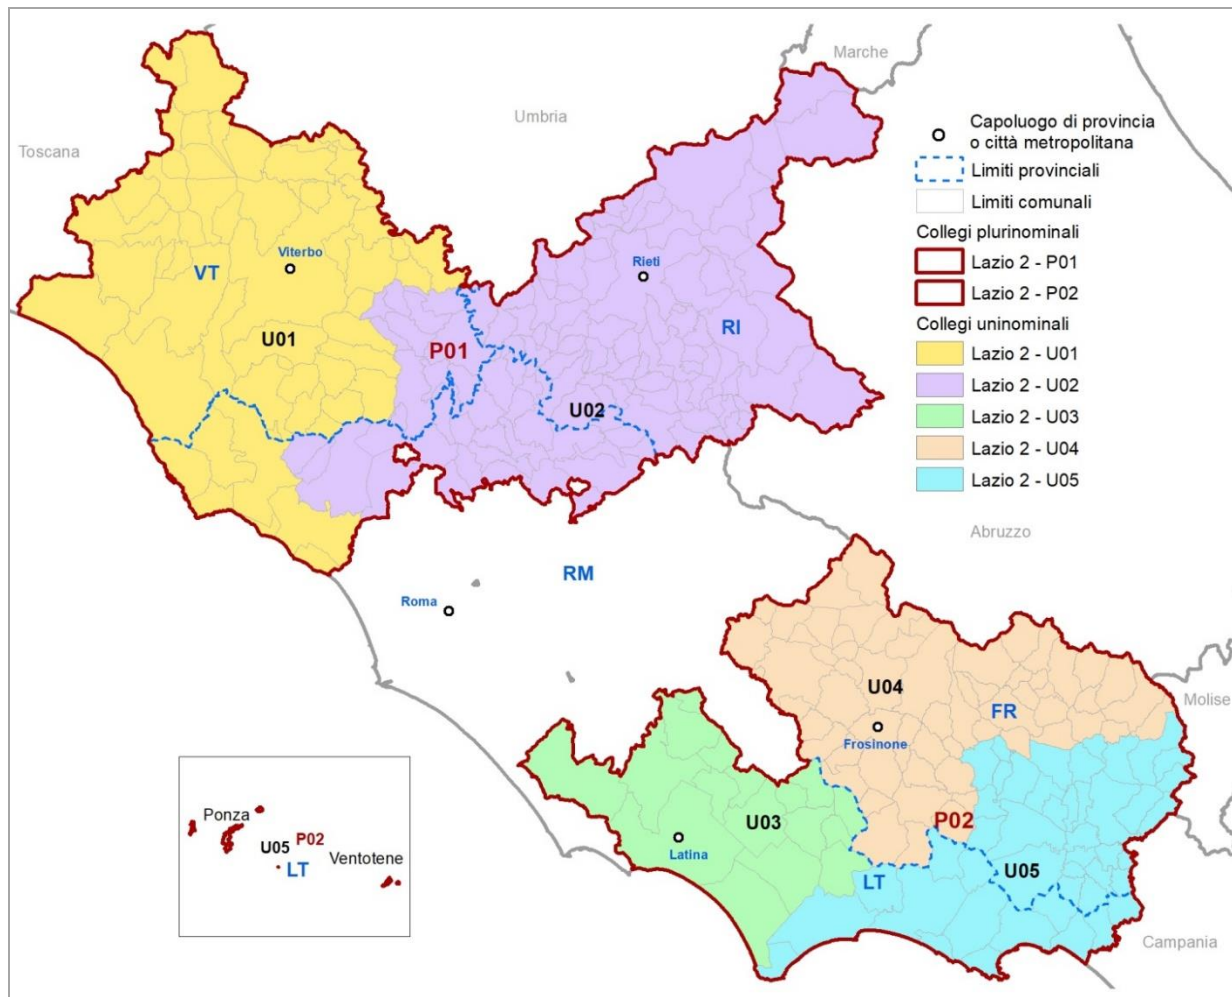 Marche
Umbria
Toscana
Capoluogo di provincia
o città metropolitana
Limiti provinciali
Limiti comunali
Collegi plurinominali
Lazio 2 - P01
Lazio 2 - P02
Collegi uninominali
Lazio 2 - U01
Lazio 2 - U02
Lazio 2 - U03
Lazio 2 - U04
Lazio 2 - U05
Viterbo
VT
Rieti
RI
U01
P01
U02
Abruzzo
RM
Roma
U04
FR
Molise
Frosinone
U03
P02
Latina
LT
U05
Campania
Ponza
U05
P02
LT
Ventotene